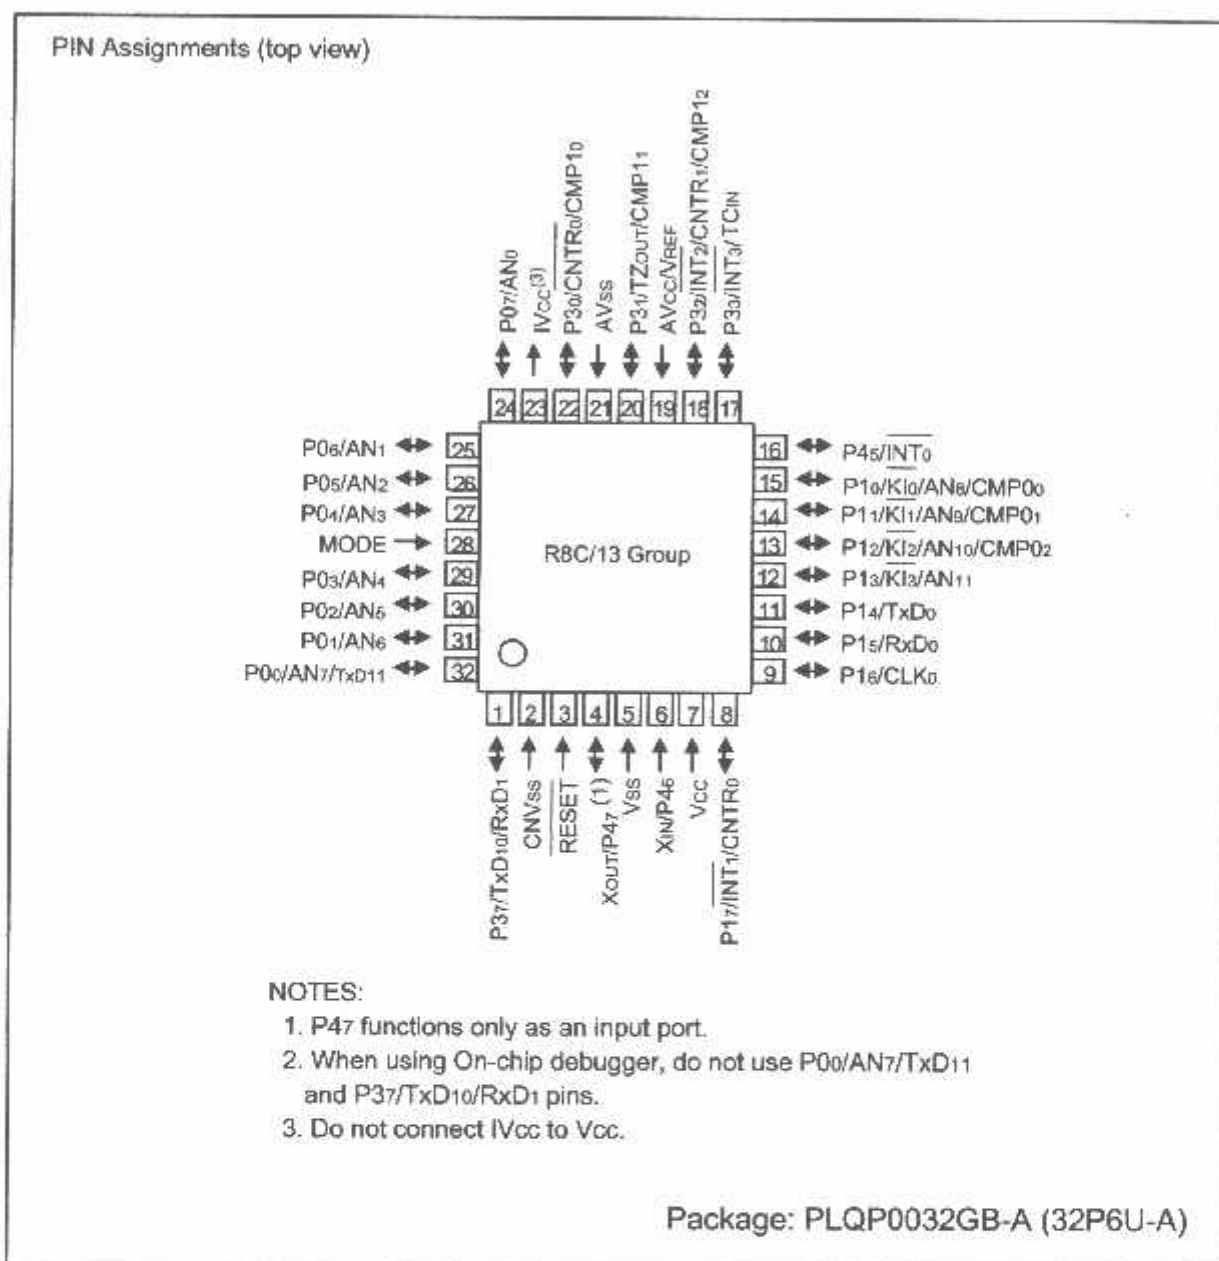 PIN Assignments (top view)
P07/AN0
IVCC(3)
P30/CNTR0/CMP10
AVSS
P31/TZOUT/CMP11
AVCC/VREF
P32/INT2/CNTR1/CMP12
P33/INT3/TCIN
24 23 22 21 20 19 18 17
P06/AN1 25
P05/AN2 26
P04/AN3 27
MODE 28
P03/AN4 29
P02/AN5 30
P01/AN6 31
P00/AN7/TxD11 32
R8C/13 Group
16 P45/INT0
15 P10/KI0/AN8/CMP00
14 P11/KI1/AN9/CMP01
13 P12/KI2/AN10/CMP02
12 P13/KI3/AN11
11 P14/TxD0
10 P15/RxD0
9 P16/CLK0
1 2 3 4 5 6 7 8
P37/TxD10/RxD1
CNVSS
RESET
XOUT/P47 (1)
VSS
XIN/P46
VCC
P17/INT1/CNTR0
NOTES:
1. P47 functions only as an input port.
2. When using On-chip debugger, do not use P00/AN7/TxD11
and P37/TxD10/RxD1 pins.
3. Do not connect IVcc to Vcc.
Package: PLQP0032GB-A (32P6U-A)